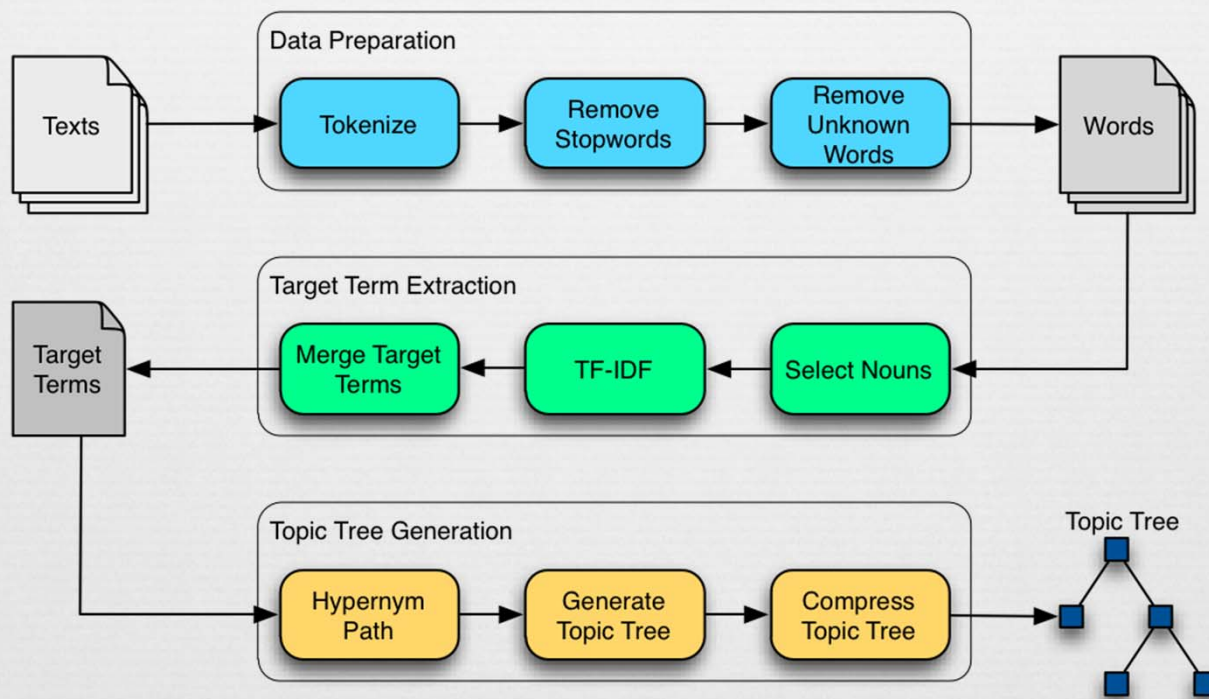 Data Preparation
Texts
Tokenize
Remove
Stopwords
Remove
Unknown
Words
Words
Target Term Extraction
Target
Terms
Merge Target
Terms
TF-IDF
Select Nouns
Topic Tree Generation
Hypernym
Path
Generate
Topic Tree
Compress
Topic Tree
Topic Tree